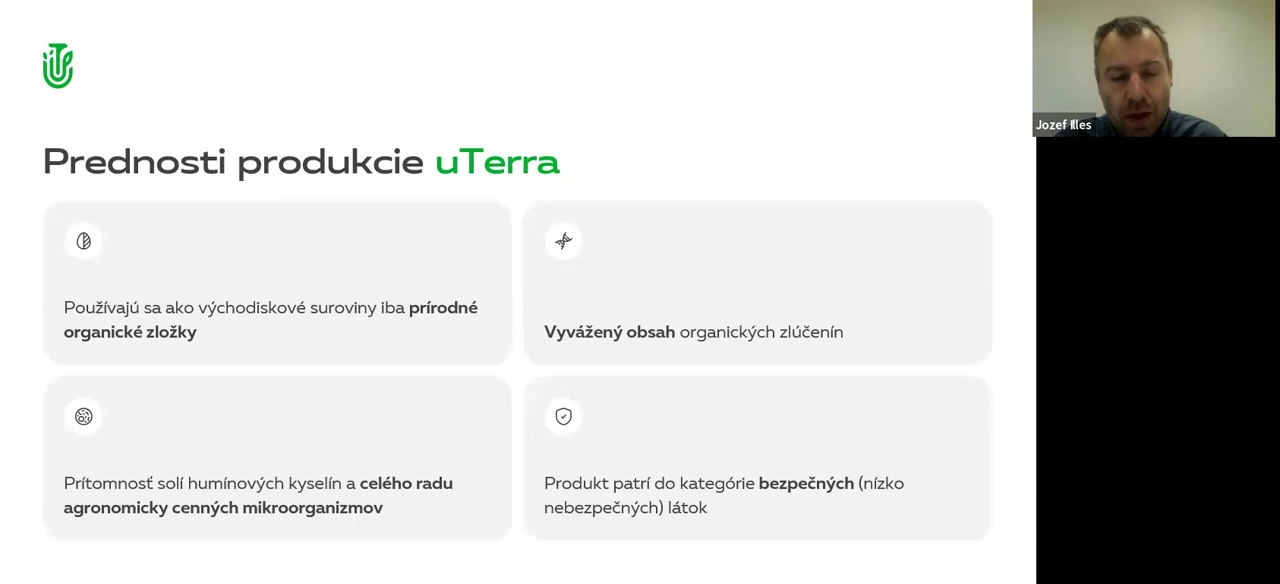 Prednosti produkcie uTerra
Používajú sa ako východiskové suroviny iba prírodné
organické zložky
Vyvážený obsah organických zlúčenín
Prítomnosť solí humínových kyselín a celého radu
agronomicky cenných mikroorganizmov
Produkt patrí do kategórie bezpečných (nízko
nebezpečných) látok
Jozef Illes